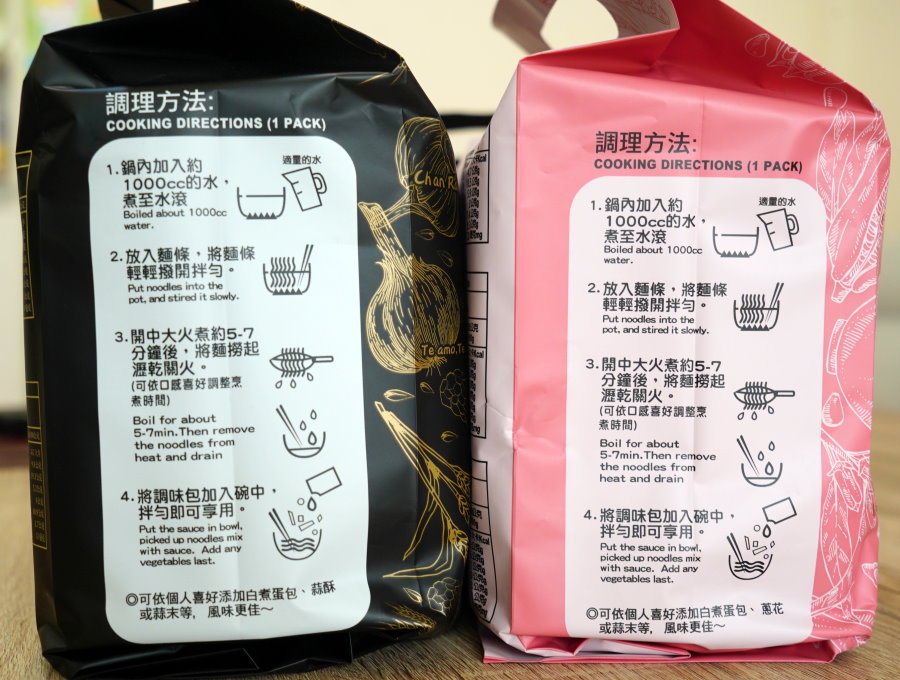 調理方法:
COOKING DIRECTIONS (1 PACK)
1.鍋內加入約
1000cc的水，
煮至水滾
Boiled about 1000cc
water.
適量的水
2.放入麵條，將麵條
輕輕撥開拌勻。
Put noodles into the
pot, and stired it slowly.
3.開中大火煮約5-7
分鐘後，將麵撈起
瀝乾關火。
(可依口感喜好調整烹
煮時間)
Boil for about
5-7min.Then remove
the noodles from
heat and drain
4.將調味包加入碗中，
拌勻即可享用。
Put the sauce in bowl,
picked up noodles mix
with sauce. Add any
vegetables last.
◎可依個人喜好添加白煮蛋包、蒜酥
或蒜末等, 風味更佳～
Te amo,
調理方法:
COOKING DIRECTIONS (1 PACK)
1.鍋內加入約
1000cc的水，
煮至水滾
Boiled about 1000cc
water.
適量的水
2.放入麵條，將麵條
輕輕撥開拌勻。
Put noodles into the
pot, and stired it slowly.
3.開中大火煮約5-7
分鐘後，將麵撈起
瀝乾關火。
(可依口感喜好調整烹
煮時間)
Boil for about
5-7min.Then remove
the noodles from
heat and drain
4.將調味包加入碗中，
拌勻即可享用。
Put the sauce in bowl,
picked up noodles mix
with sauce. Add any
vegetables last.
◎可依個人喜好添加白煮蛋包、蔥花
或蒜末等, 風味更佳～